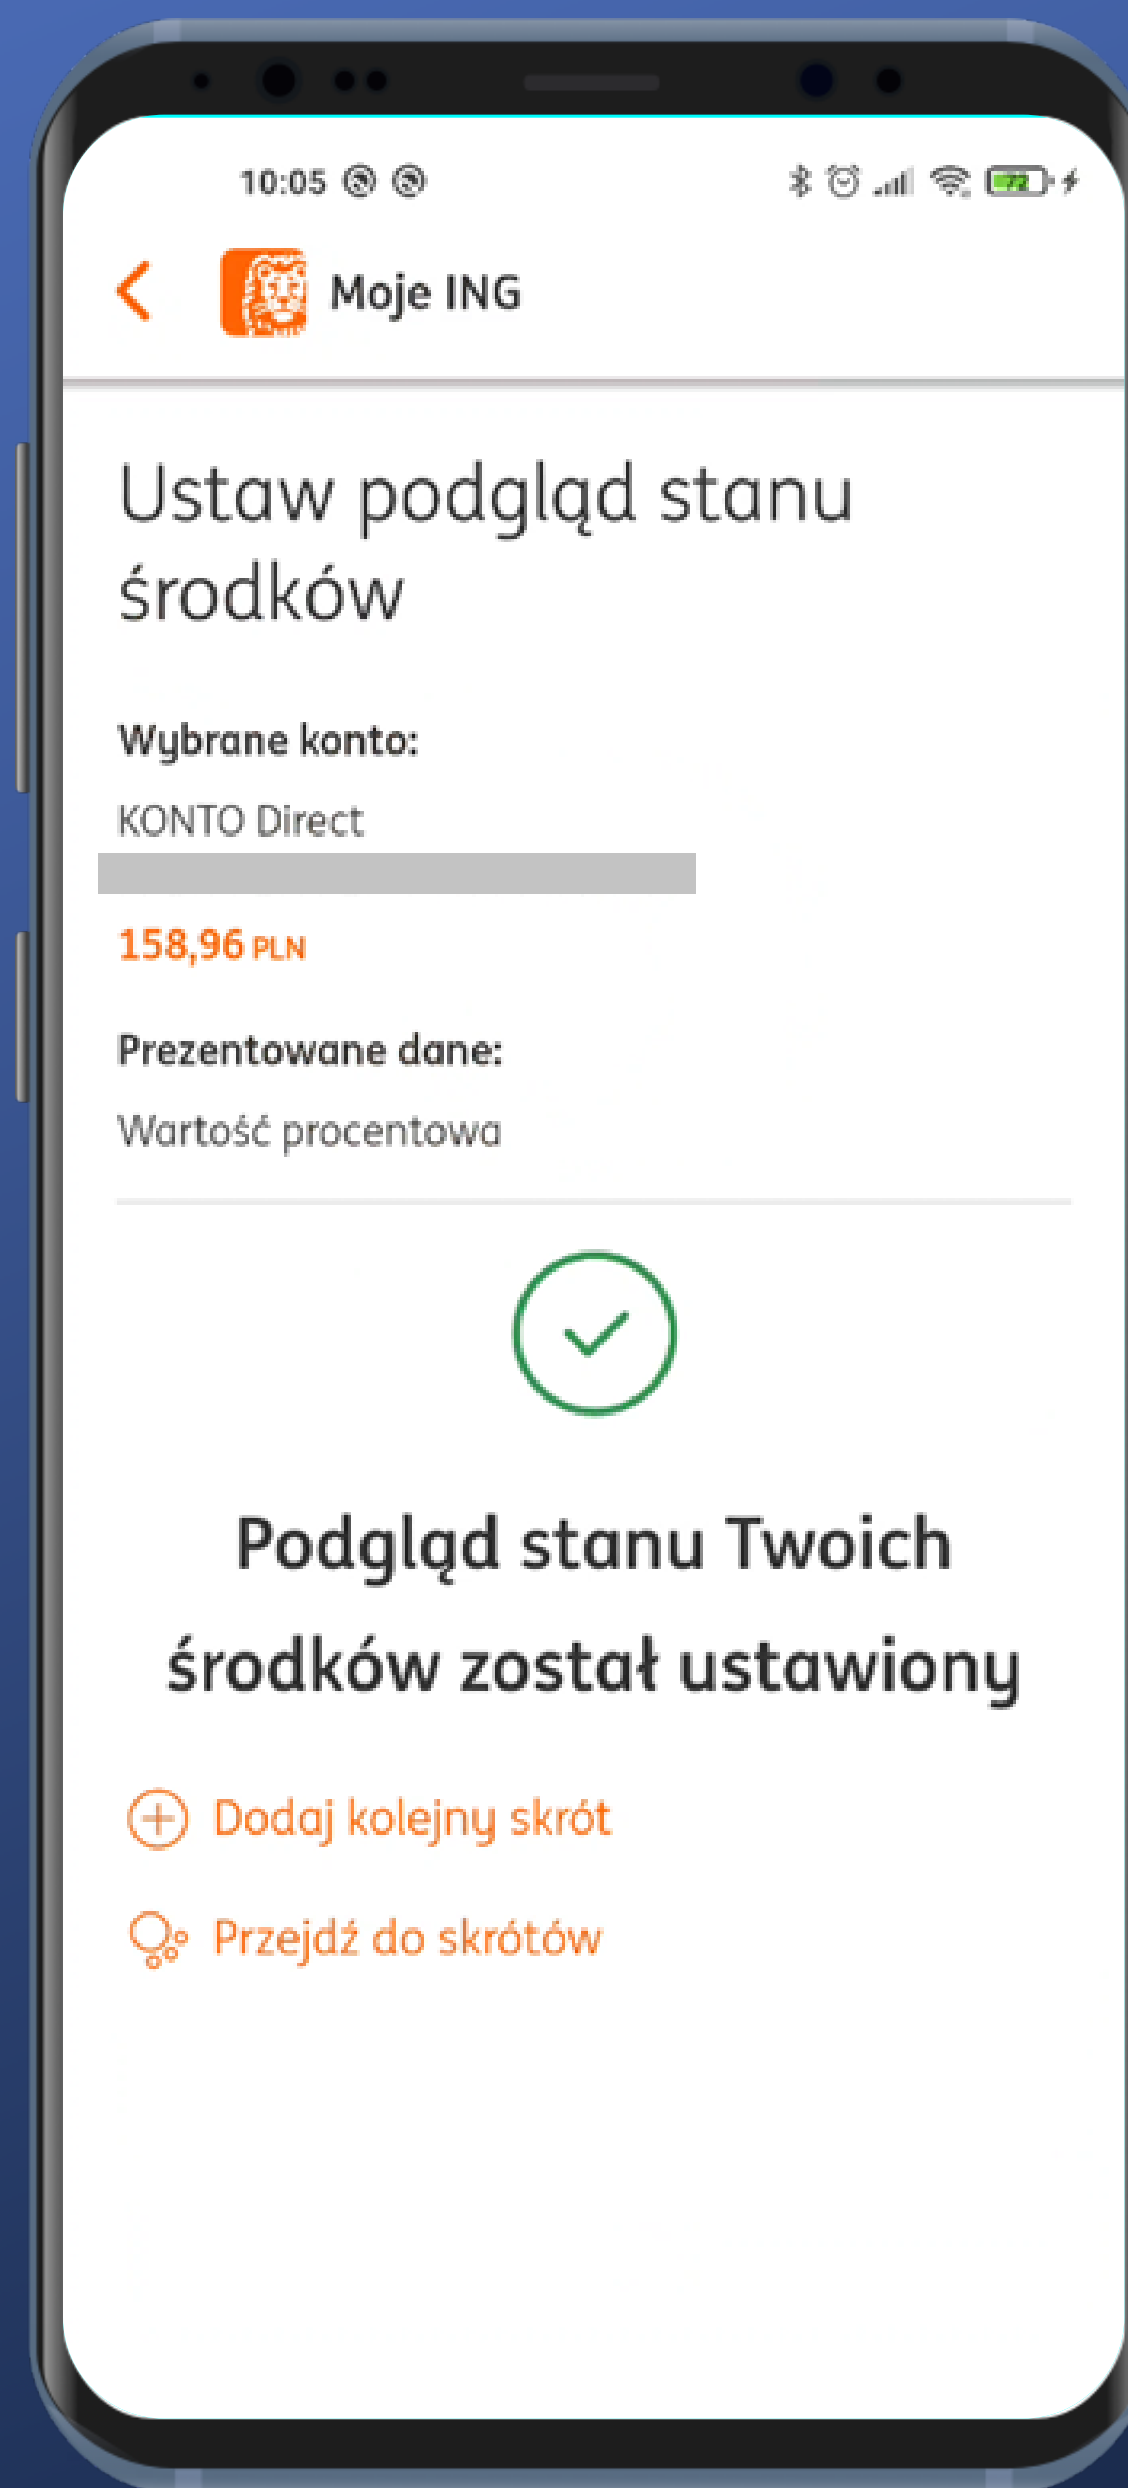 10:05
72
Moje ING
Ustaw podgląd stanu
środków
Wybrane konto:
KONTO Direct
158,96 PLN
Prezentowane dane:
Wartość procentowa
Podgląd stanu Twoich
środków został ustawiony
Dodaj kolejny skrót
Przejdź do skrótów